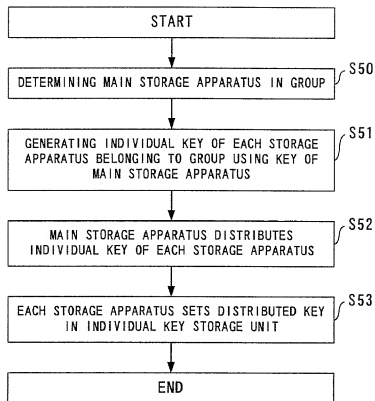 START
S50
DETERMINING MAIN STORAGE APPARATUS IN GROUP
S51
GENERATING INDIVIDUAL KEY OF EACH STORAGE
APPARATUS BELONGING TO GROUP USING KEY OF
MAIN STORAGE APPARATUS
S52
MAIN STORAGE APPARATUS DISTRIBUTES
INDIVIDUAL KEY OF EACH STORAGE APPARATUS
S53
EACH STORAGE APPARATUS SETS DISTRIBUTED KEY
IN INDIVIDUAL KEY STORAGE UNIT
END